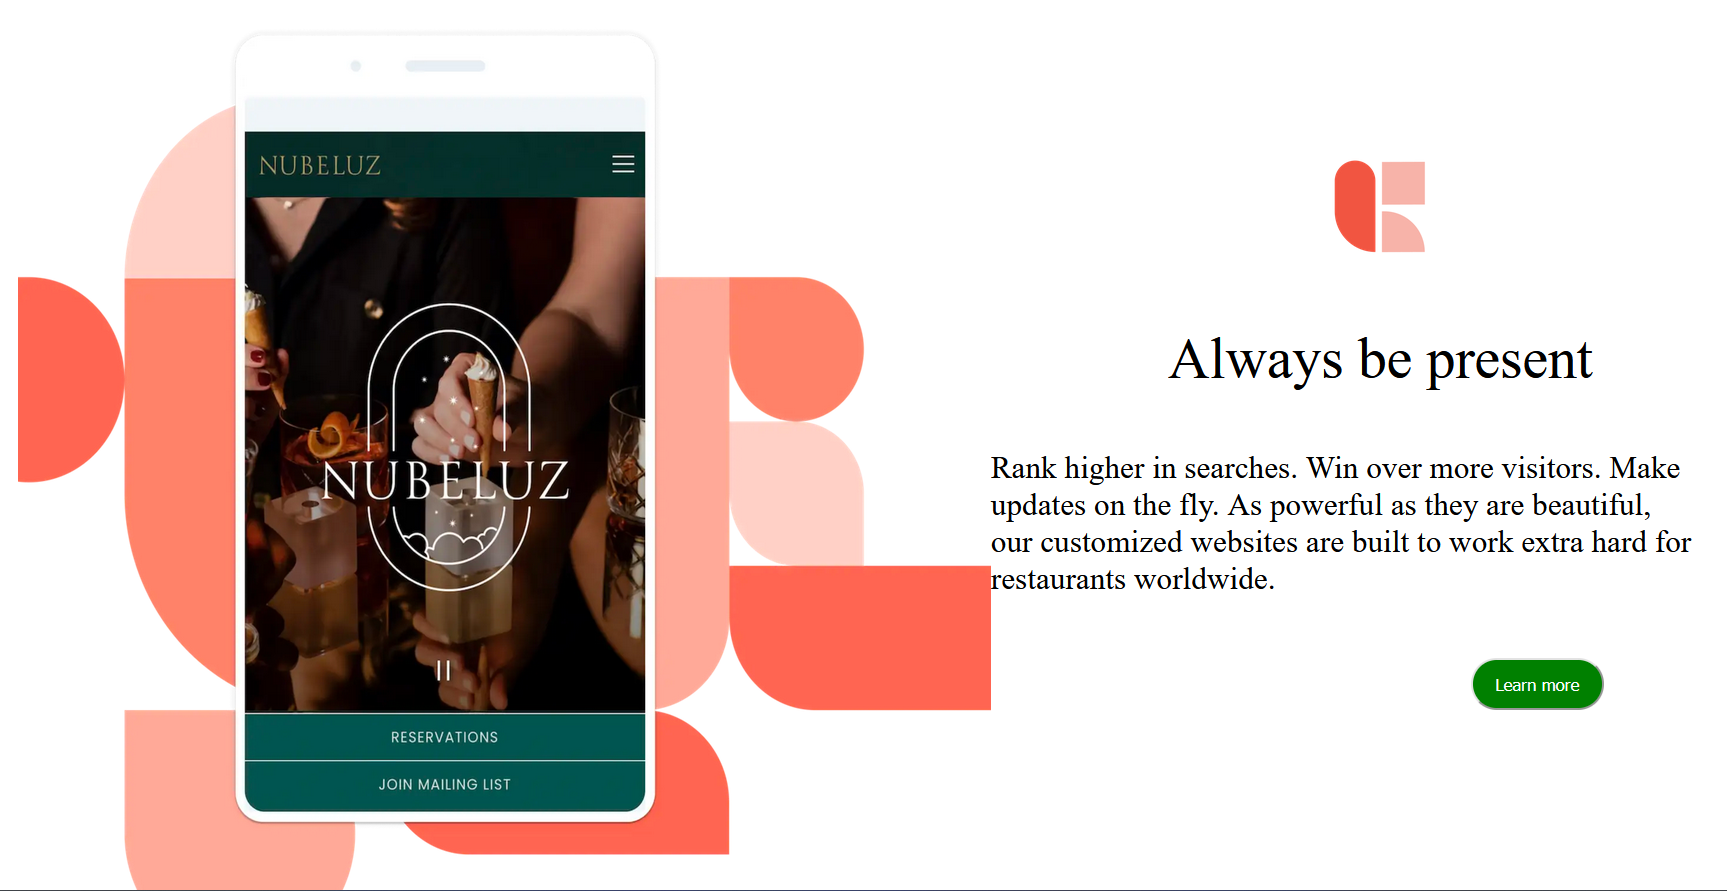 NUBELUZ
NUBELUZ
RESERVATIONS
JOIN MAILING LIST
Always be present
Rank higher in searches. Win over more visitors. Make
updates on the fly. As powerful as they are beautiful,
our customized websites are built to work extra hard for
restaurants worldwide.
Learn more